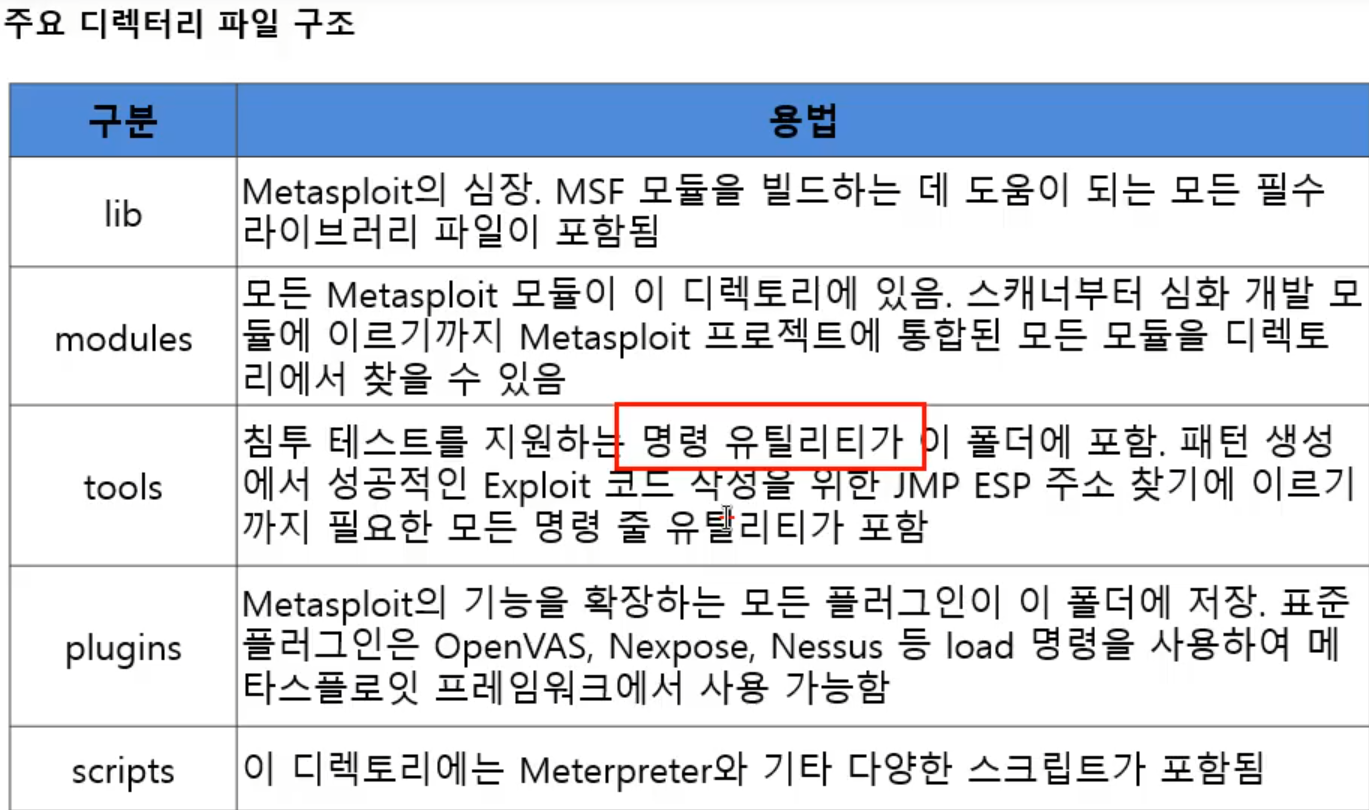 주요 디렉터리 파일 구조
구분
용법
lib
Metasploit의 심장. MSF 모듈을 빌드하는 데 도움이 되는 모든 필수
라이브러리 파일이 포함됨
modules
모든 Metasploit 모듈이 이 디렉토리에 있음. 스캐너부터 심화 개발 모
듈에 이르기까지 Metasploit 프로젝트에 통합된 모든 모듈을 디렉토
리에서 찾을 수 있음
tools
침투 테스트를 지원하는 명령 유틸리티가 이 폴더에 포함. 패턴 생성
에서 성공적인 Exploit 코드 작성을 위한 JMP ESP 주소 찾기에 이르기
까지 필요한 모든 명령 줄 유틸리티가 포함
plugins
Metasploit의 기능을 확장하는 모든 플러그인이 이 폴더에 저장. 표준
플러그인은 OpenVAS, Nexpose, Nessus 등 load 명령을 사용하여 메
타스플로잇 프레임워크에서 사용 가능함
scripts
이 디렉토리에는 Meterpreter와 기타 다양한 스크립트가 포함됨